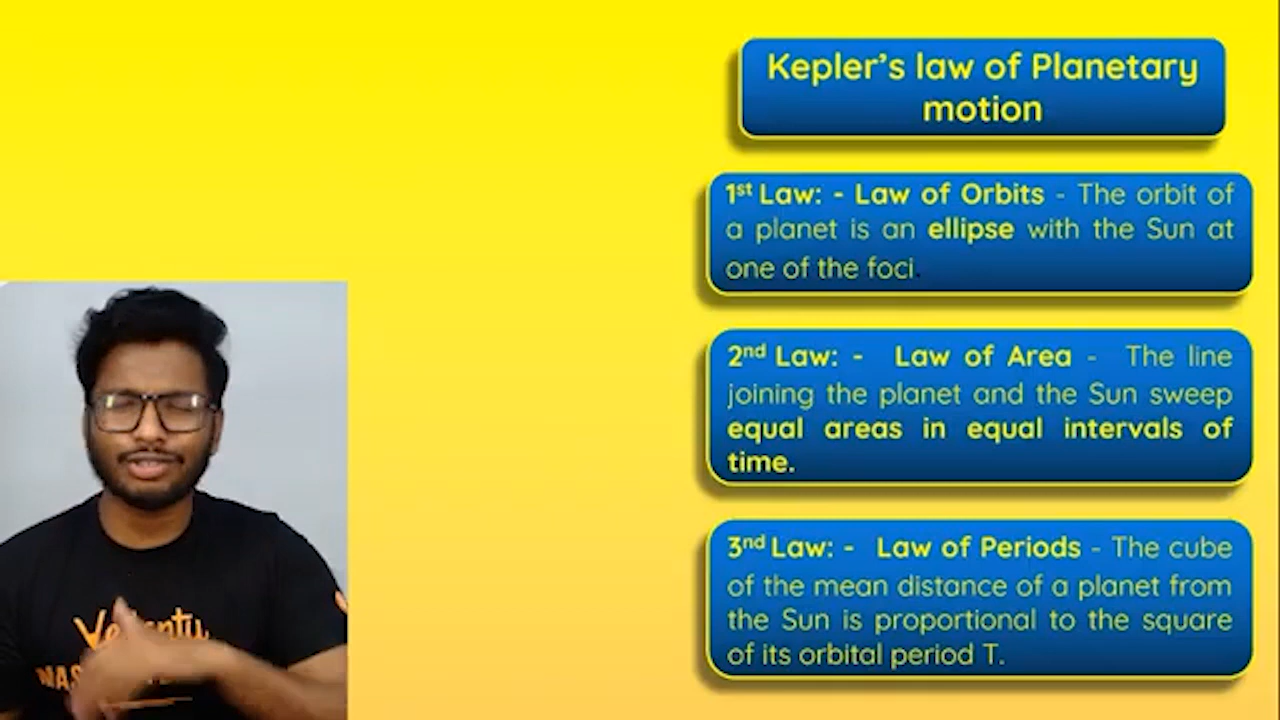 Kepler’s law of Planetary
motion
1st Law: - Law of Orbits - The orbit of
a planet is an ellipse with the Sun at
one of the foci.
2nd Law: - Law of Area - The line
joining the planet and the Sun sweep
equal areas in equal intervals of
time.
3nd Law: - Law of Periods - The cube
of the mean distance of a planet from
the Sun is proportional to the square
of its orbital period T.